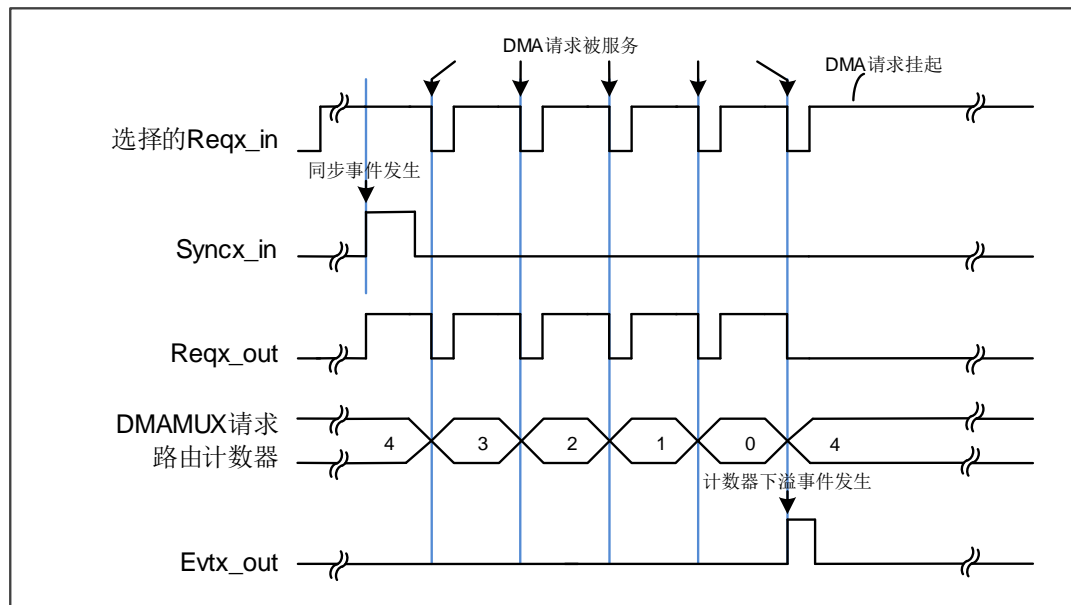 DMA请求被服务
DMA请求挂起
选择的Reqx_in
同步事件发生
Syncx_in
Reqx_out
DMAMUX请求
路由计数器
4 3 2 1 0 4
计数器下溢事件发生
Evtx_out